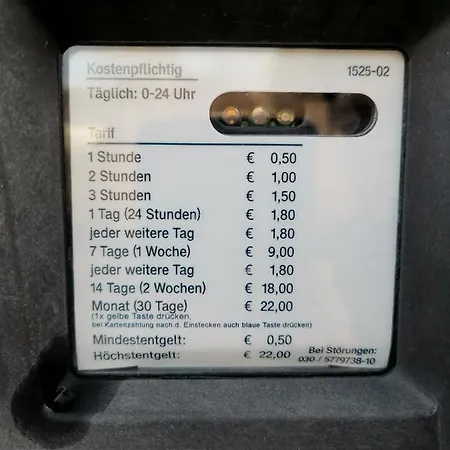 Kostenpflichtig 1525-02
Täglich: 0-24 Uhr
Tarif
1 Stunde € 0,50
2 Stunden € 1,00
3 Stunden € 1,50
1 Tag (24 Stunden) € 1,80
jeder weitere Tag € 1,80
7 Tage (1 Woche) € 9,00
jeder weitere Tag € 1,80
14 Tage (2 Wochen) € 18,00
Monat (30 Tage) € 22,00
(1x gelbe Taste drücken,
bei Kartenzahlung nach d. Einstecken auch blaue Taste drücken)
Mindestentgelt: € 0,50
Höchstentgelt: € 22,00
Bei Störungen:
030 / 5779738-10